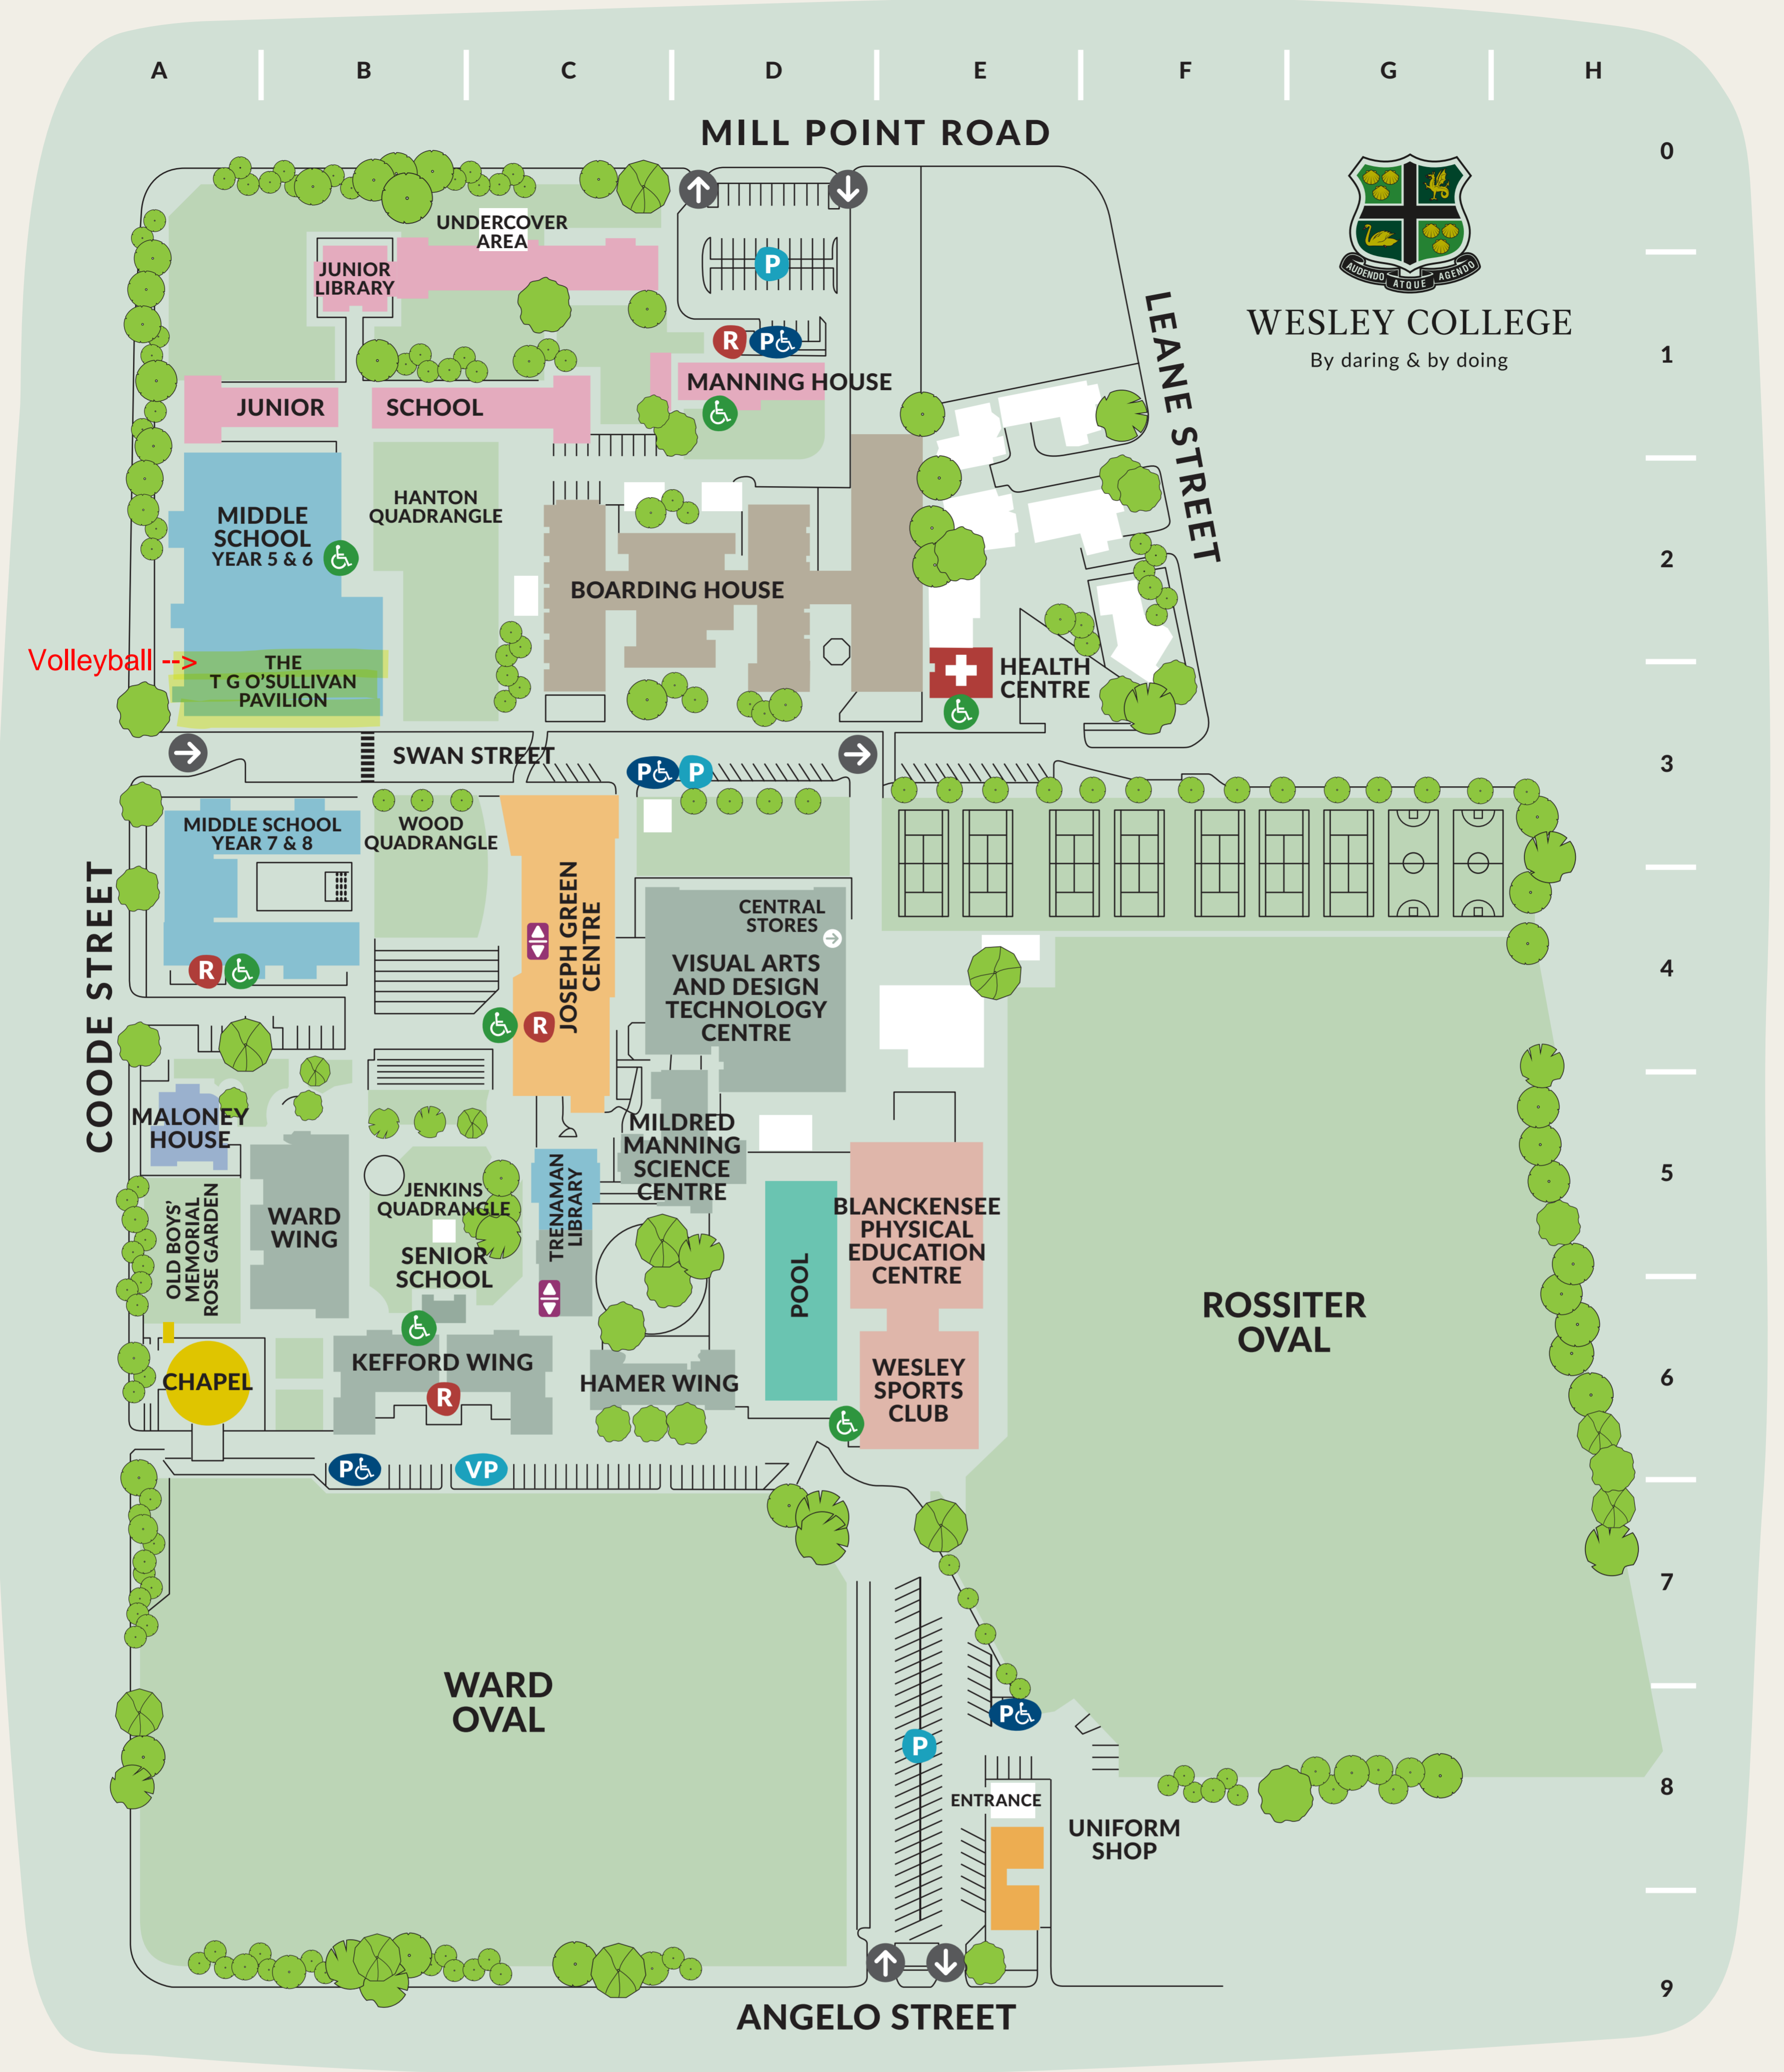 A B C D E F G H
MILL POINT ROAD
0
UNDERCOVER
AREA
JUNIOR
LIBRARY
P
R
P
AUDENDO ATQUE AGENDO
WESLEY COLLEGE
By daring & by doing
1
LEANE STREET
MANNING HOUSE
JUNIOR SCHOOL
HANTON
QUADRANGLE
MIDDLE
SCHOOL
YEAR 5 & 6
2
BOARDING HOUSE
Volleyball -->
THE
T G O'SULLIVAN
PAVILION
HEALTH
CENTRE
SWAN STREET
P
P
3
MIDDLE SCHOOL
YEAR 7 & 8
WOOD
QUADRANGLE
JOSEPH GREEN
CENTRE
CENTRAL
STORES
VISUAL ARTS
AND DESIGN
TECHNOLOGY
CENTRE
COODE STREET
R
R
4
MALONEY
HOUSE
MILDRED
MANNING
SCIENCE
CENTRE
5
OLD BOYS'
MEMORIAL
ROSE GARDEN
WARD
WING
JENKINS
QUADRANGLE
SENIOR
SCHOOL
TRENAMAN
LIBRARY
POOL
BLANCKENSEE
PHYSICAL
EDUCATION
CENTRE
ROSSITER
OVAL
CHAPEL
KEFFORD WING
R
HAMER WING
WESLEY
SPORTS
CLUB
6
P
VP
7
WARD
OVAL
P
P
8
ENTRANCE
UNIFORM
SHOP
9
ANGELO STREET